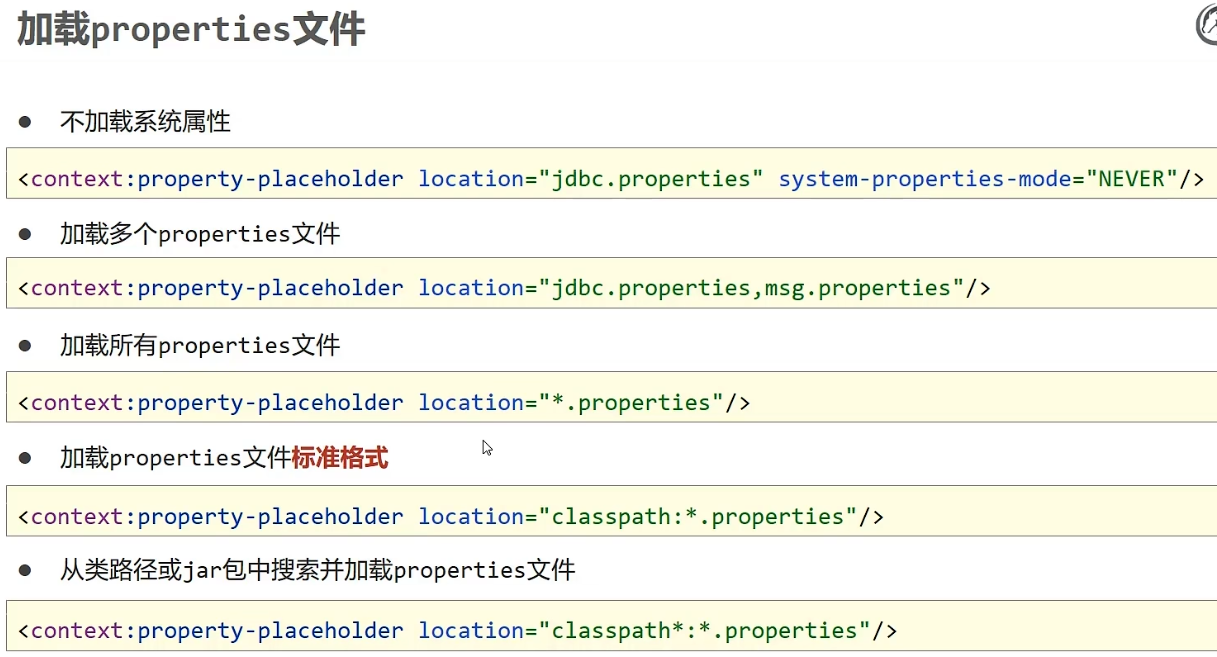 加载properties文件
不加载系统属性
<context:property-placeholder location="jdbc.properties" system-properties-mode="NEVER"/>
加载多个properties文件
<context:property-placeholder location="jdbc.properties,msg.properties"/>
加载所有properties文件
<context:property-placeholder location="*.properties"/>
加载properties文件标准格式
<context:property-placeholder location="classpath:*.properties"/>
从类路径或jar包中搜索并加载properties文件
<context:property-placeholder location="classpath*:*.properties"/>